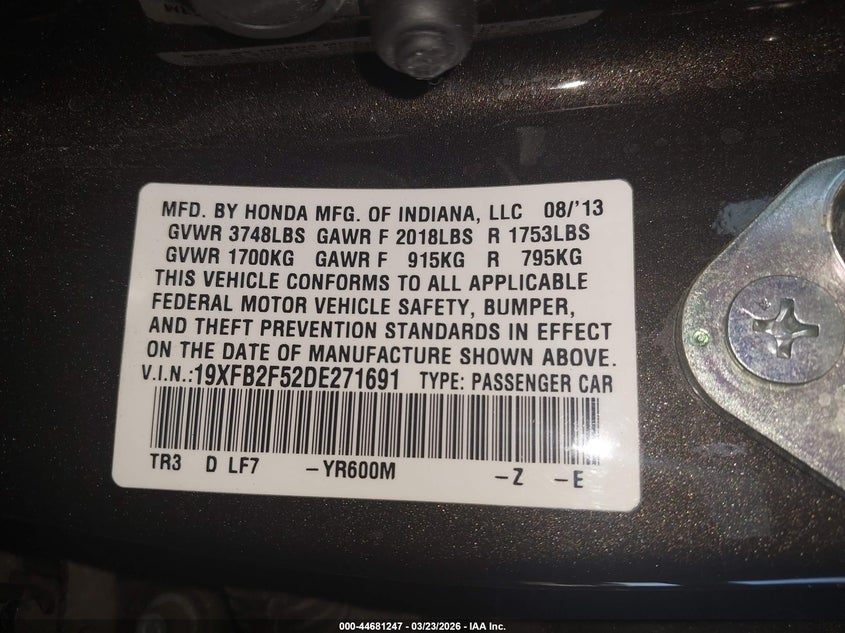 MFD. BY HONDA MFG. OF INDIANA, LLC 08/'13
GVWR 3748LBS GAWR F 2018LBS R 1753LBS
GVWR 1700KG GAWR F 915KG R 795KG
THIS VEHICLE CONFORMS TO ALL APPLICABLE
FEDERAL MOTOR VEHICLE SAFETY, BUMPER,
AND THEFT PREVENTION STANDARDS IN EFFECT
ON THE DATE OF MANUFACTURE SHOWN ABOVE.
V.I.N.:19XFB2F52DE271691 TYPE: PASSENGER CAR
TR3 D LF7 -YR600M -Z -E
000-44681247 - 03/23/2026 - IAA Inc.